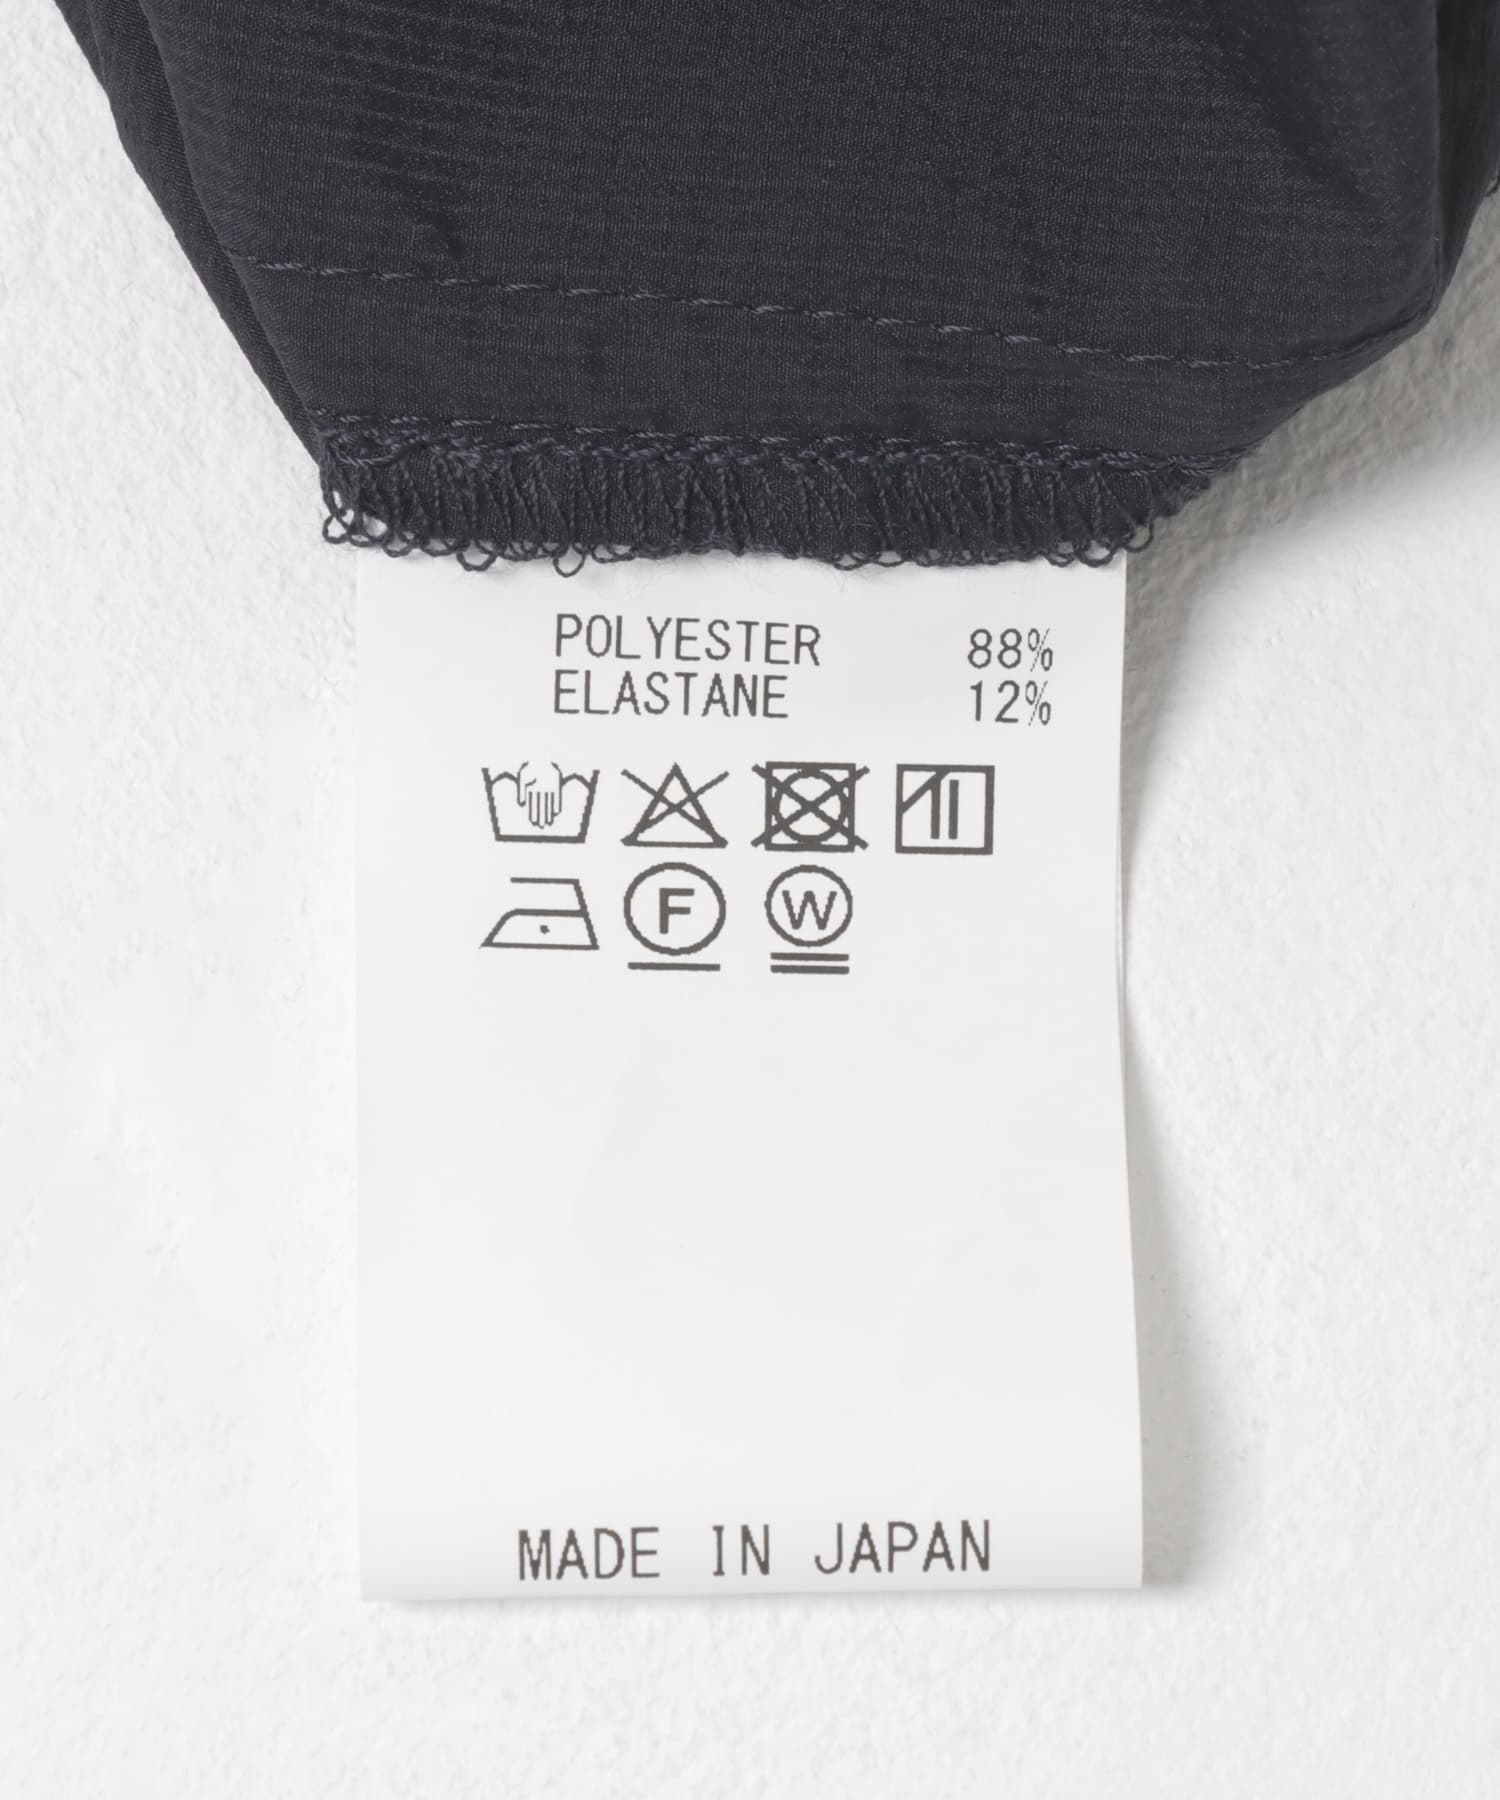 POLYESTER 88%
ELASTANE 12%
F W
MADE IN JAPAN